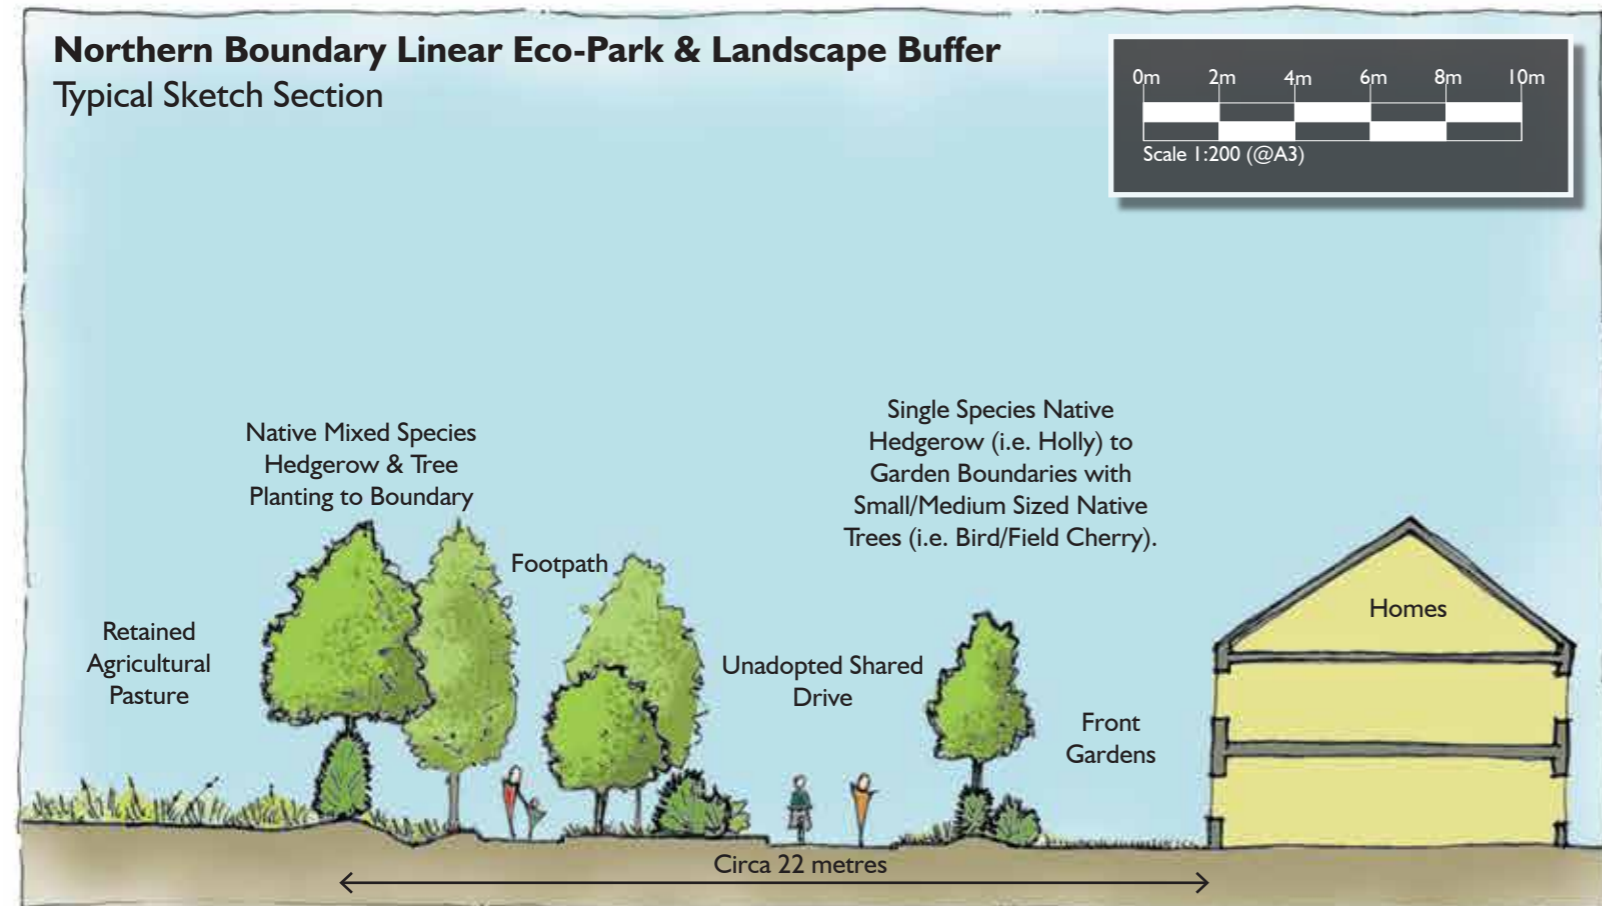 Northern Boundary Linear Eco-Park & Landscape Buffer
Typical Sketch Section
0m 2m 4m 6m 8m 10m
Scale 1:200 (@A3)
Native Mixed Species
Hedgerow & Tree
Planting to Boundary
Single Species Native
Hedgerow (i.e. Holly) to
Garden Boundaries with
Small/Medium Sized Native
Trees (i.e. Bird/Field Cherry).
Footpath
Retained
Agricultural
Pasture
Unadopted Shared
Drive
Front
Gardens
Homes
Circa 22 metres